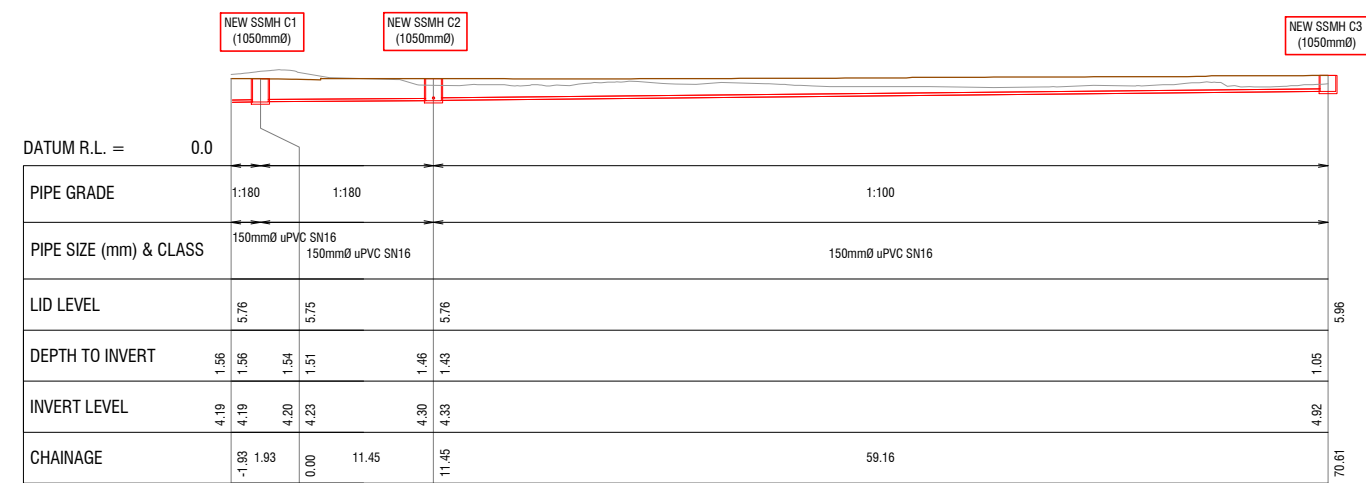 NEW SSMH C1
(1050mmØ)
NEW SSMH C2
(1050mmØ)
NEW SSMH C3
(1050mmØ)
DATUM R.L. = 0.0
PIPE GRADE 1:180 1:180 1:100
PIPE SIZE (mm) & CLASS 150mmØ uPVC SN16 150mmØ uPVC SN16 150mmØ uPVC SN16
LID LEVEL 5.76 5.75 5.76 5.96
DEPTH TO INVERT 1.56 1.56 1.54 1.51 1.46 1.43 1.05
INVERT LEVEL 4.19 4.19 4.20 4.23 4.30 4.33 4.92
CHAINAGE -1.93 1.93 0.00 11.45 11.45 59.16 70.61